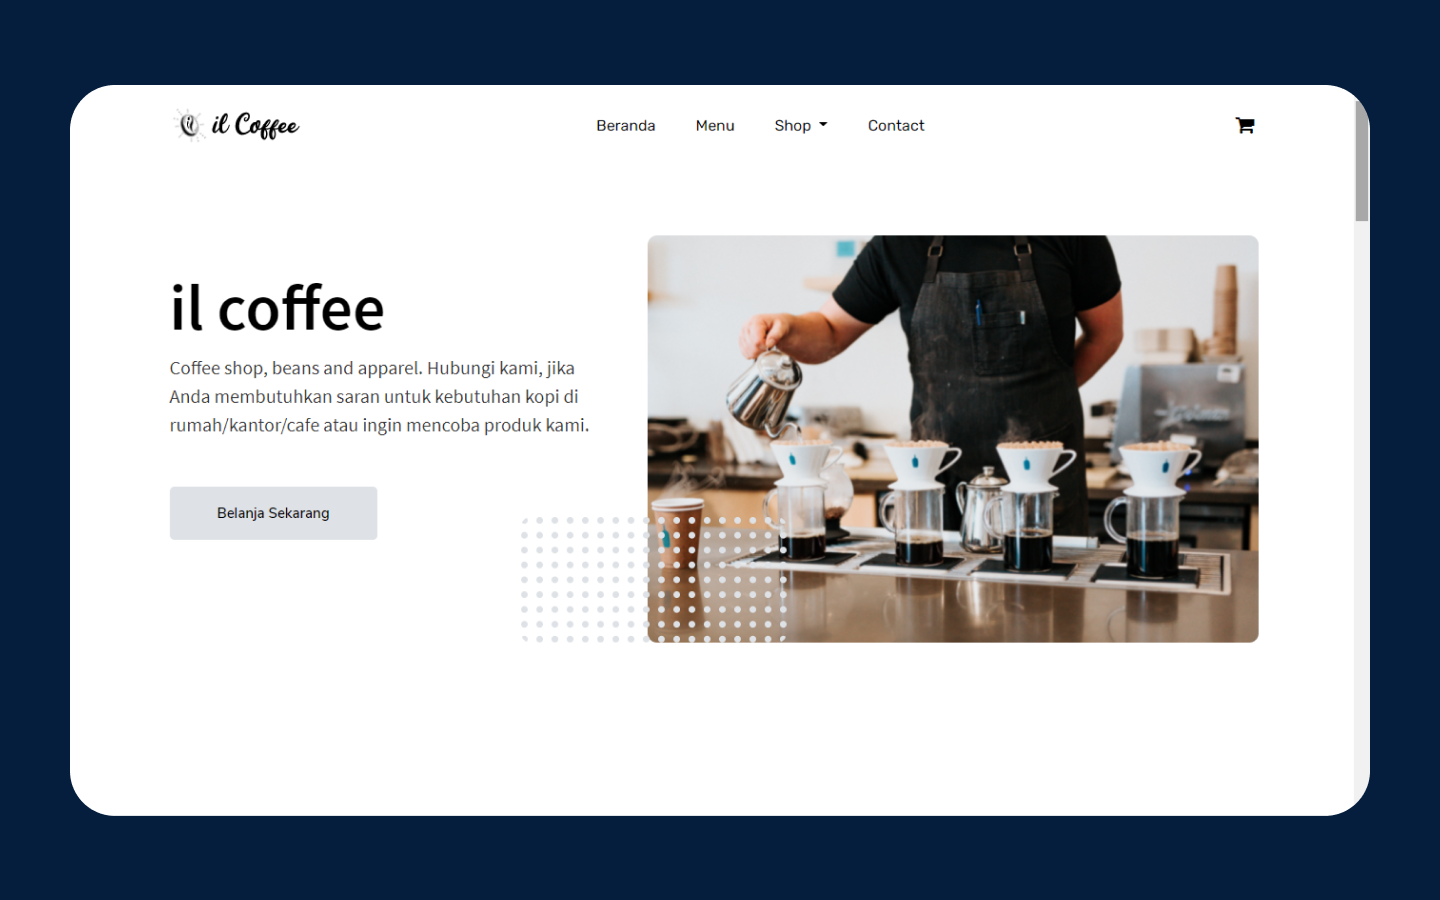 il Coffee
Beranda Menu Shop Contact
il coffee
Coffee shop, beans and apparel. Hubungi kami, jika
Anda membutuhkan saran untuk kebutuhan kopi di
rumah/kantor/cafe atau ingin mencoba produk kami.
Belanja Sekarang